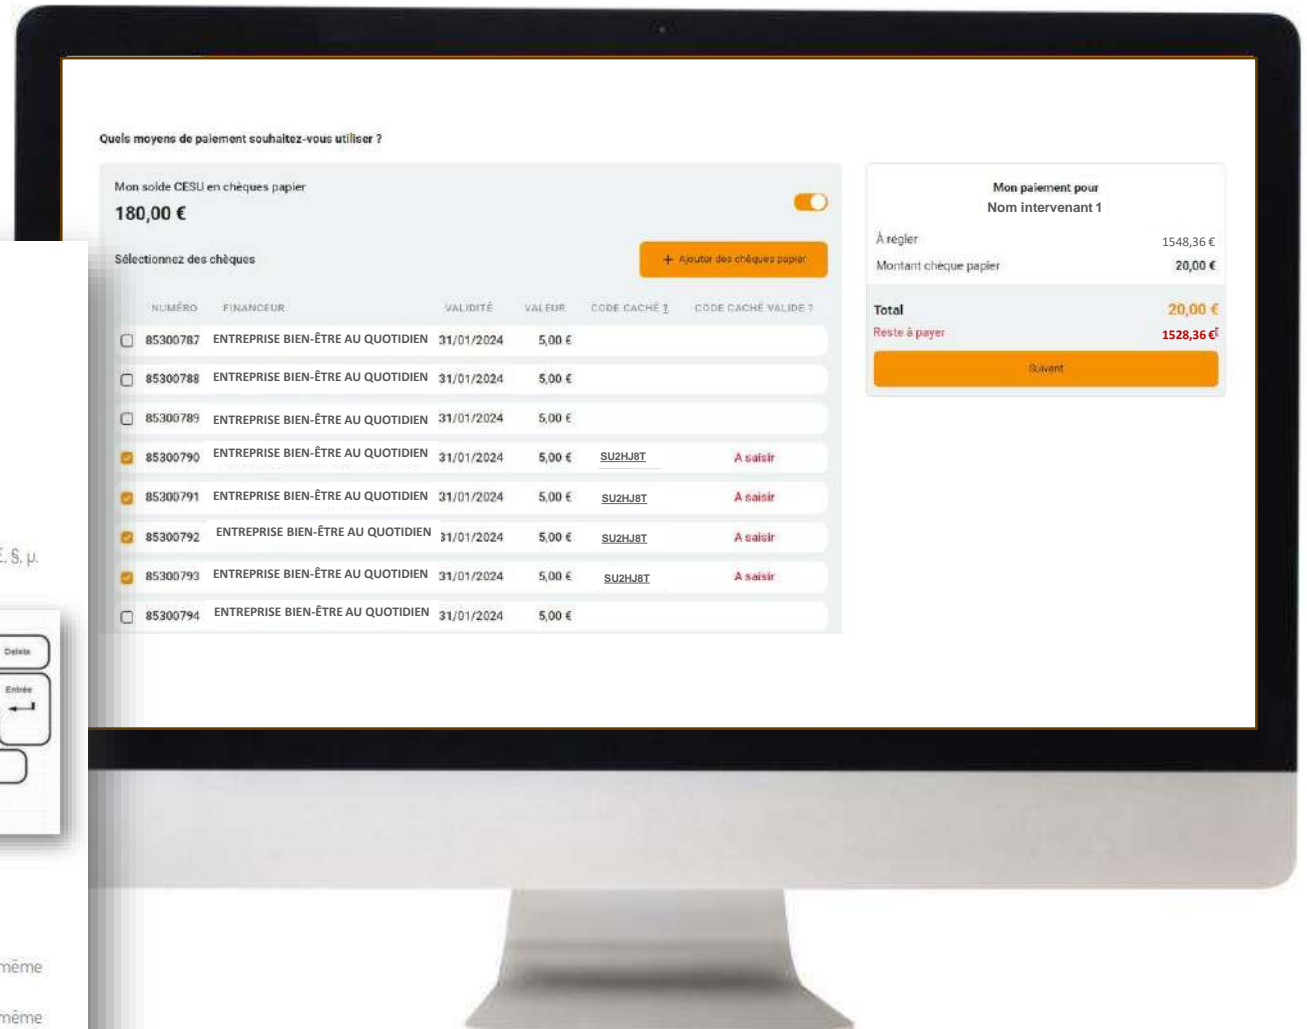 Quels moyens de paiement souhaitez-vous utiliser ?
Mon solde CESU en chèques papier
180,00 €
Sélectionnez des chèques
+ Ajouter des chèques papier
NUMÉRO FINANCEUR VALIDITÉ VALEUR CODE CACHÉ ? CODE CACHÉ VALIDE ?
85300787 ENTREPRISE BIEN-ÊTRE AU QUOTIDIEN 31/01/2024 5,00 €
85300788 ENTREPRISE BIEN-ÊTRE AU QUOTIDIEN 31/01/2024 5,00 €
85300789 ENTREPRISE BIEN-ÊTRE AU QUOTIDIEN 31/01/2024 5,00 €
85300790 ENTREPRISE BIEN-ÊTRE AU QUOTIDIEN 31/01/2024 5,00 € SU2HJ8T A saisir
85300791 ENTREPRISE BIEN-ÊTRE AU QUOTIDIEN 31/01/2024 5,00 € SU2HJ8T A saisir
85300792 ENTREPRISE BIEN-ÊTRE AU QUOTIDIEN 31/01/2024 5,00 € SU2HJ8T A saisir
85300793 ENTREPRISE BIEN-ÊTRE AU QUOTIDIEN 31/01/2024 5,00 € SU2HJ8T A saisir
85300794 ENTREPRISE BIEN-ÊTRE AU QUOTIDIEN 31/01/2024 5,00 €
Mon paiement pour
Nom intervenant 1
À régler 1548,36 €
Montant chèque papier 20,00 €
Total 20,00 €
Reste à payer 1528,36 €
Suivant
§, µ.
Delete
Entrée
même
même